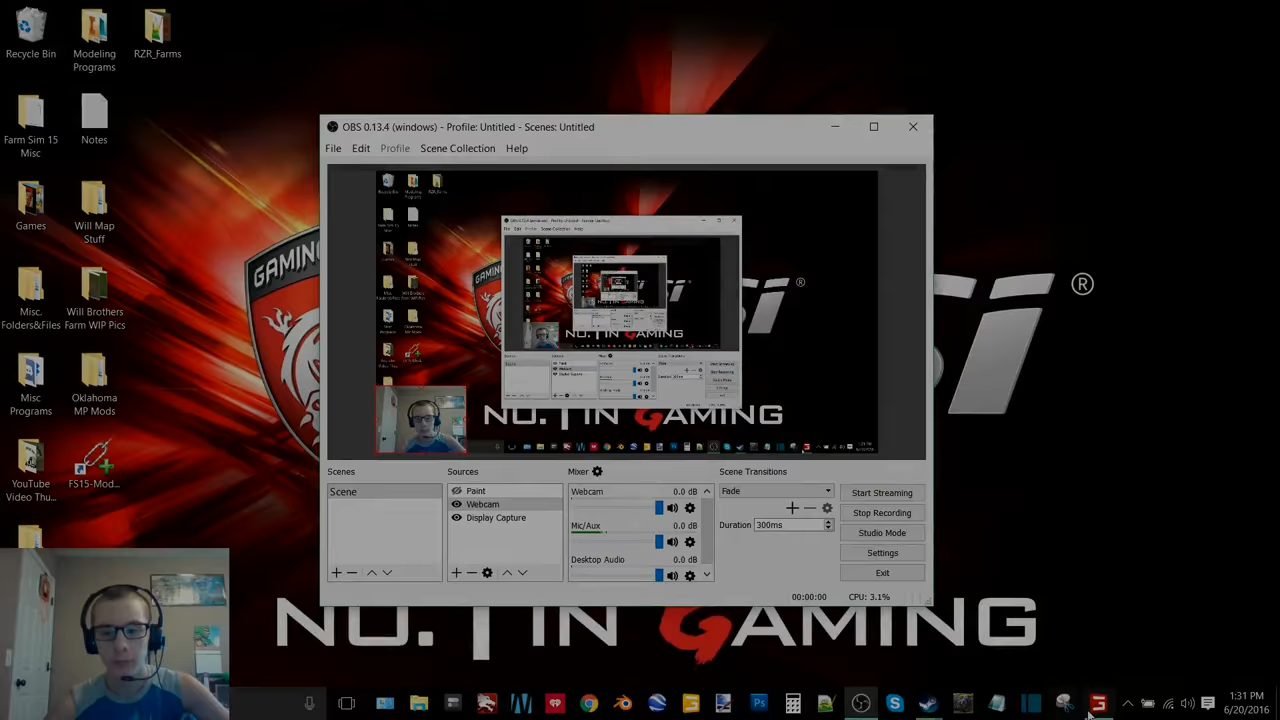 Recycle Bin
Modeling Programs
RZR_Farms
Farm Sim 15 Misc
Notes
Games
Will Map Stuff
Misc. Folders&Files
Will Brothers Farm WIP Pics
Misc Programs
Oklahoma MP Mods
YouTube Video Thu...
FS15-Mod...
GAMING
®
OBS 0.13.4 (windows) - Profile: Untitled - Scenes: Untitled
File Edit Profile Scene Collection Help
®
NO.1 IN GAMING
Scenes
Scene
Sources
Paint
Webcam
Display Capture
Mixer
Webcam 0.0 dB
Mic/Aux 0.0 dB
Desktop Audio 0.0 dB
Scene Transitions
Fade
Duration 300ms
Start Streaming
Stop Recording
Studio Mode
Settings
Exit
00:00:00 CPU: 3.1%
NO.1 IN GAMING
1:31 PM
6/20/2016